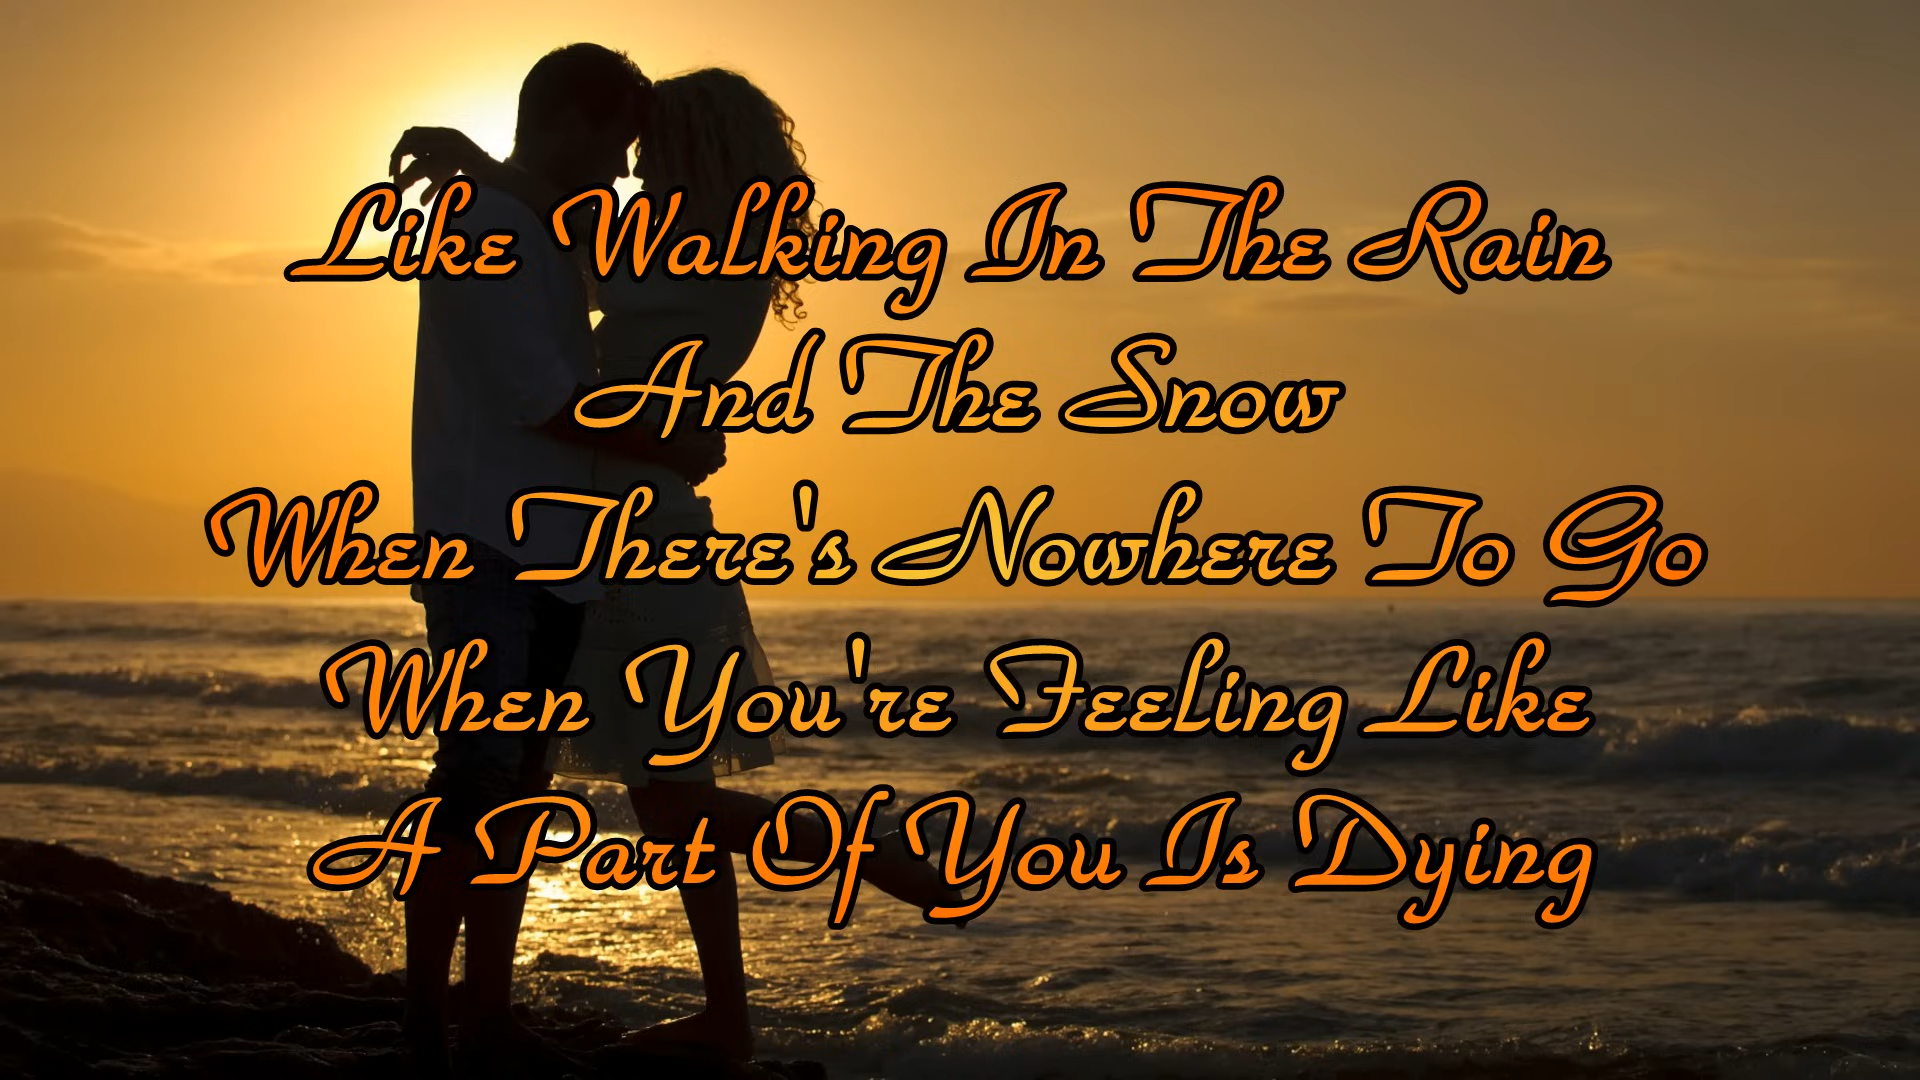 Like Walking In The Rain
And The Snow
When There's Nowhere To Go
When You're Feeling Like
A Part Of You Is Dying